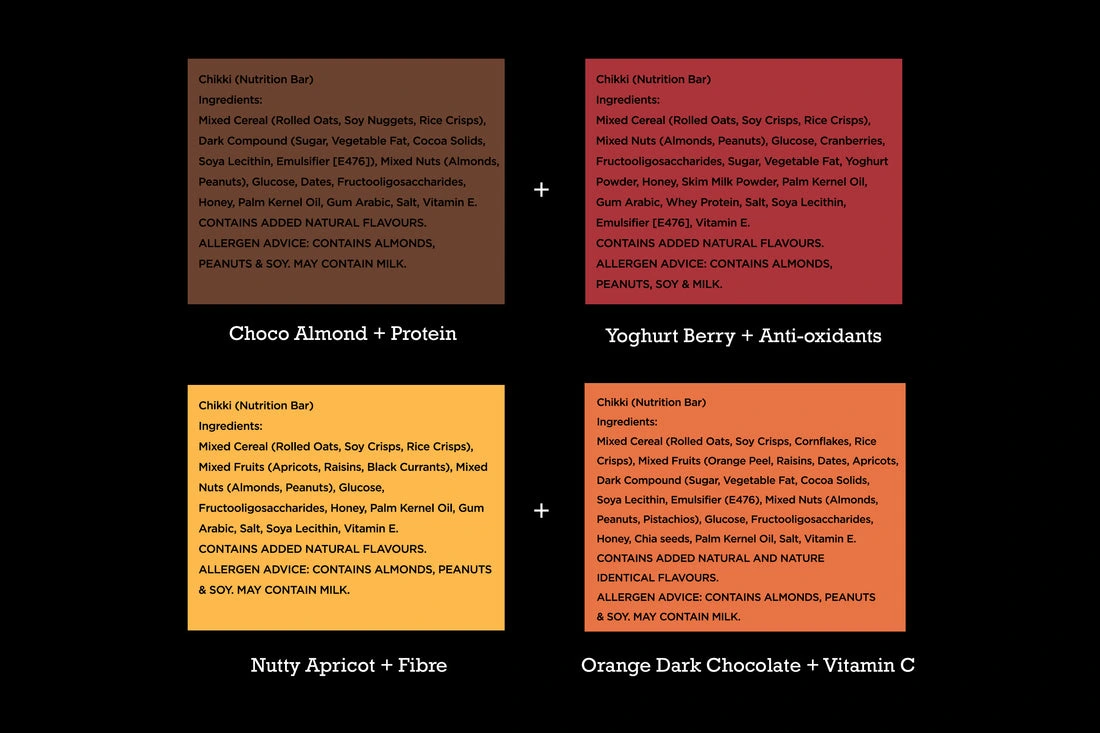 Chikki (Nutrition Bar)
Ingredients:
Mixed Cereal (Rolled Oats, Soy Nuggets, Rice Crisps),
Dark Compound (Sugar, Vegetable Fat, Cocoa Solids,
Soya Lecithin, Emulsifier [E476]), Mixed Nuts (Almonds,
Peanuts), Glucose, Dates, Fructooligosaccharides,
Honey, Palm Kernel Oil, Gum Arabic, Salt, Vitamin E.
CONTAINS ADDED NATURAL FLAVOURS.
ALLERGEN ADVICE: CONTAINS ALMONDS,
PEANUTS & SOY. MAY CONTAIN MILK.
Choco Almond + Protein
+
Chikki (Nutrition Bar)
Ingredients:
Mixed Cereal (Rolled Oats, Soy Crisps, Rice Crisps),
Mixed Nuts (Almonds, Peanuts), Glucose, Cranberries,
Fructooligosaccharides, Sugar, Vegetable Fat, Yoghurt
Powder, Honey, Skim Milk Powder, Palm Kernel Oil,
Gum Arabic, Whey Protein, Salt, Soya Lecithin,
Emulsifier [E476], Vitamin E.
CONTAINS ADDED NATURAL FLAVOURS.
ALLERGEN ADVICE: CONTAINS ALMONDS,
PEANUTS, SOY & MILK.
Yoghurt Berry + Anti-oxidants
Chikki (Nutrition Bar)
Ingredients:
Mixed Cereal (Rolled Oats, Soy Crisps, Rice Crisps),
Mixed Fruits (Apricots, Raisins, Black Currants), Mixed
Nuts (Almonds, Peanuts), Glucose,
Fructooligosaccharides, Honey, Palm Kernel Oil, Gum
Arabic, Salt, Soya Lecithin, Vitamin E.
CONTAINS ADDED NATURAL FLAVOURS.
ALLERGEN ADVICE: CONTAINS ALMONDS, PEANUTS
& SOY. MAY CONTAIN MILK.
Nutty Apricot + Fibre
+
Chikki (Nutrition Bar)
Ingredients:
Mixed Cereal (Rolled Oats, Soy Crisps, Cornflakes, Rice
Crisps), Mixed Fruits (Orange Peel, Raisins, Dates, Apricots,
Dark Compound (Sugar, Vegetable Fat, Cocoa Solids,
Soya Lecithin, Emulsifier (E476), Mixed Nuts (Almonds,
Peanuts, Pistachios), Glucose, Fructooligosaccharides,
Honey, Chia seeds, Palm Kernel Oil, Salt, Vitamin E.
CONTAINS ADDED NATURAL AND NATURE
IDENTICAL FLAVOURS.
ALLERGEN ADVICE: CONTAINS ALMONDS, PEANUTS
& SOY. MAY CONTAIN MILK.
Orange Dark Chocolate + Vitamin C